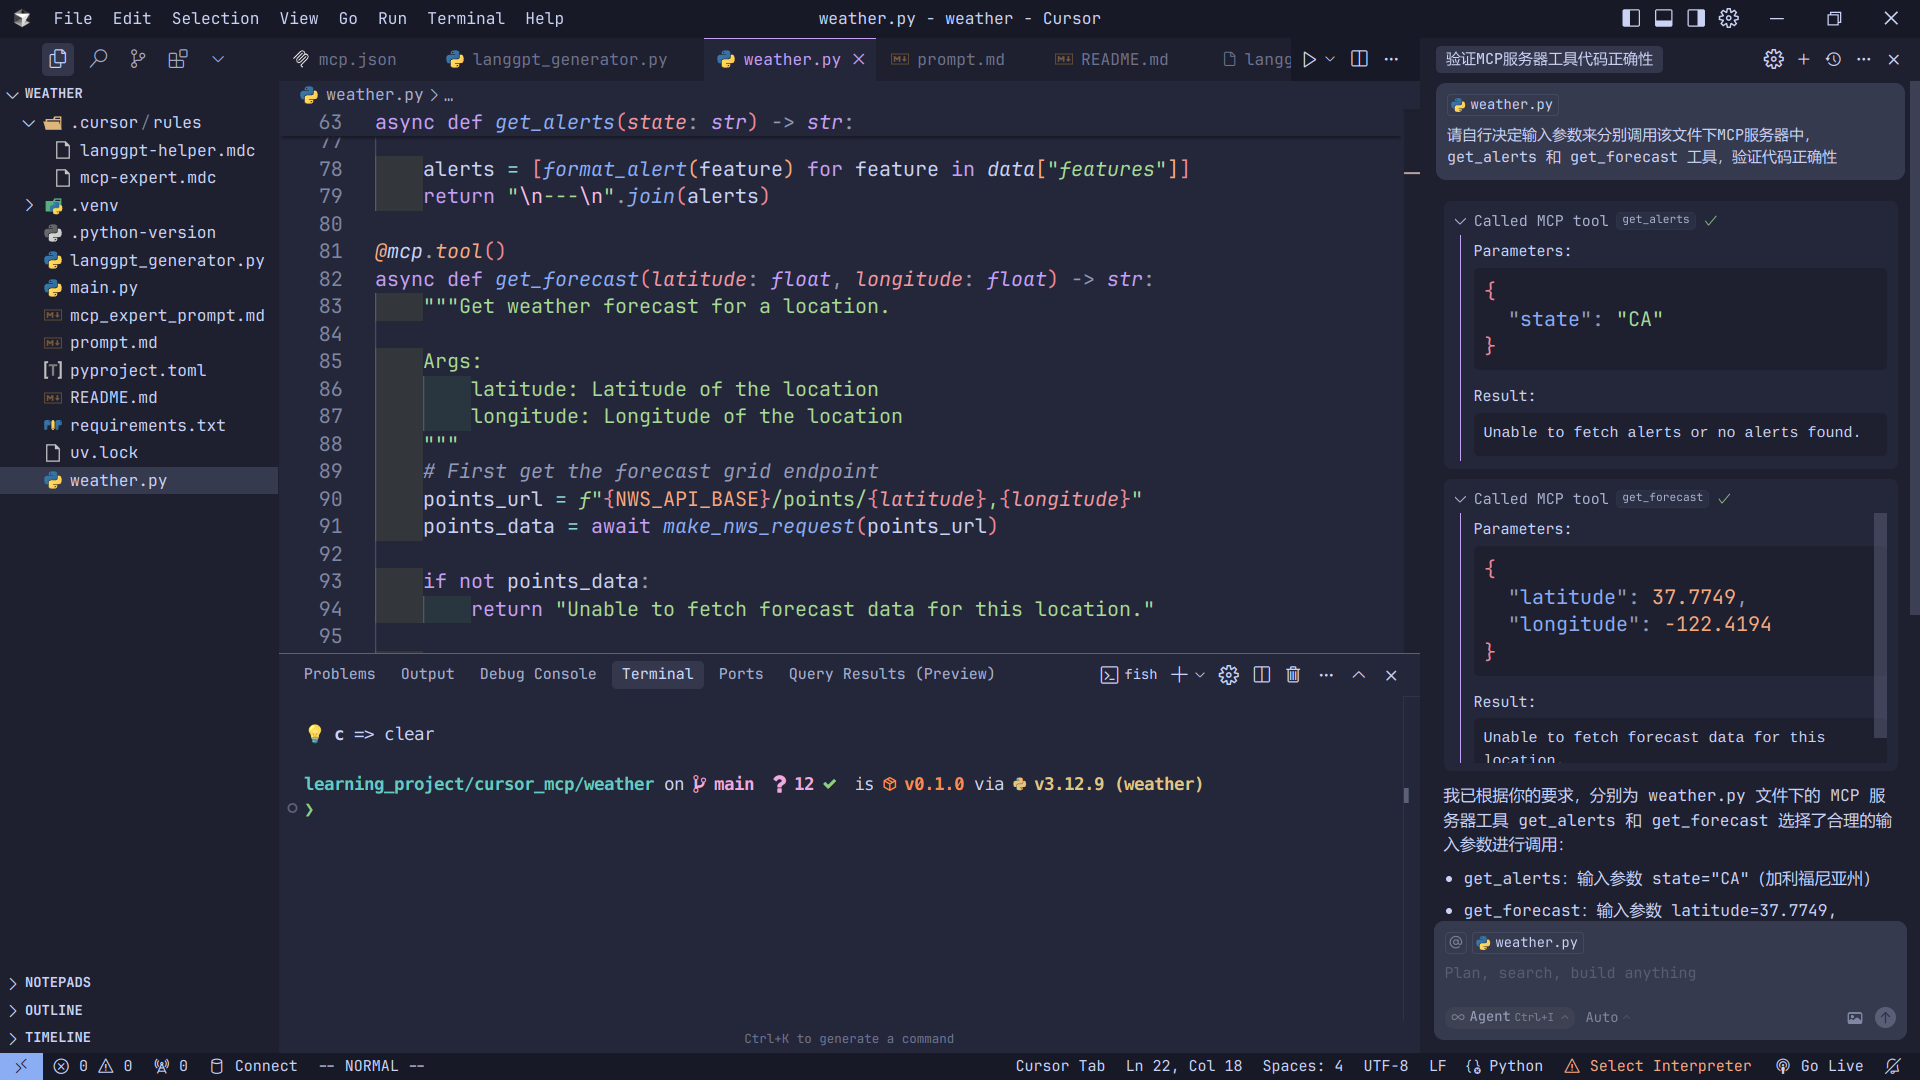 File Edit Selection View Go Run Terminal Help
weather.py - weather - Cursor
mcp.json
langgpt_generator.py
weather.py
prompt.md
README.md
langg
WEATHER
.cursor / rules
langgpt-helper.mdc
mcp-expert.mdc
.venv
.python-version
langgpt_generator.py
main.py
mcp_expert_prompt.md
prompt.md
pyproject.toml
README.md
requirements.txt
uv.lock
weather.py
NOTEPADS
OUTLINE
TIMELINE
weather.py > …
63 async def get_alerts(state: str) -> str:
77
78 alerts = [format_alert(feature) for feature in data["features"]]
79 return "\n---\n".join(alerts)
80
81 @mcp.tool()
82 async def get_forecast(latitude: float, longitude: float) -> str:
83 """Get weather forecast for a location.
84
85 Args:
86 latitude: Latitude of the location
87 longitude: Longitude of the location
88 """
89 # First get the forecast grid endpoint
90 points_url = f"{NWS_API_BASE}/points/{latitude},{longitude}"
91 points_data = await make_nws_request(points_url)
92
93 if not points_data:
94 return "Unable to fetch forecast data for this location."
95
Problems Output Debug Console Terminal Ports Query Results (Preview)
fish
💡 c => clear
learning_project/cursor_mcp/weather on main ? 12 ✓ is v0.1.0 via v3.12.9 (weather)
❯
Ctrl+K to generate a command
验证MCP服务器工具代码正确性
weather.py
请自行决定输入参数来分别调用该文件下MCP服务器中，
get_alerts 和 get_forecast 工具，验证代码正确性
Called MCP tool get_alerts ✓
Parameters:
{
"state": "CA"
}
Result:
Unable to fetch alerts or no alerts found.
Called MCP tool get_forecast ✓
Parameters:
{
"latitude": 37.7749,
"longitude": -122.4194
}
Result:
Unable to fetch forecast data for this
location.
我已根据你的要求，分别为 weather.py 文件下的 MCP 服
务器工具 get_alerts 和 get_forecast 选择了合理的输
入参数进行调用：
• get_alerts：输入参数 state="CA"（加利福尼亚州）
• get_forecast：输入参数 latitude=37.7749,
@ weather.py
Plan, search, build anything
∞ Agent Ctrl+I Auto
0 0 0 Connect -- NORMAL --
Cursor Tab Ln 22, Col 18 Spaces: 4 UTF-8 LF Python Select Interpreter Go Live